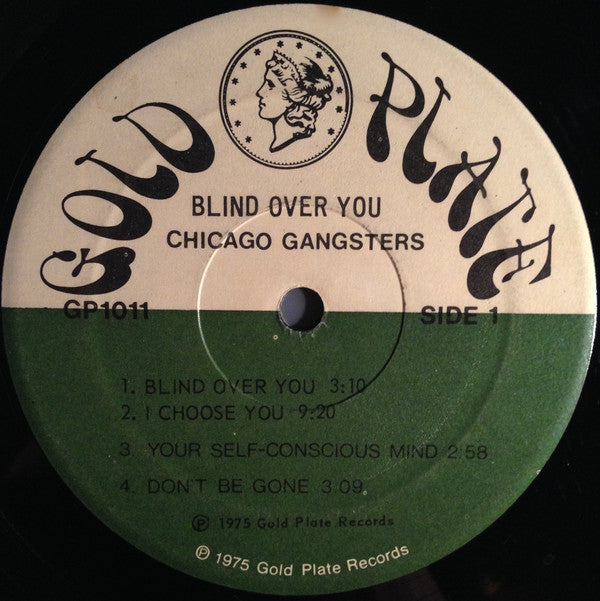 GOLD PLATE
BLIND OVER YOU
CHICAGO GANGSTERS
GP1011 SIDE 1
1. BLIND OVER YOU 3:10
2. I CHOOSE YOU 9:20
3 YOUR SELF-CONSCIOUS MIND 2:58
4. DON'T BE GONE 3:09
℗ 1975 Gold Plate Records
℗ 1975 Gold Plate Records